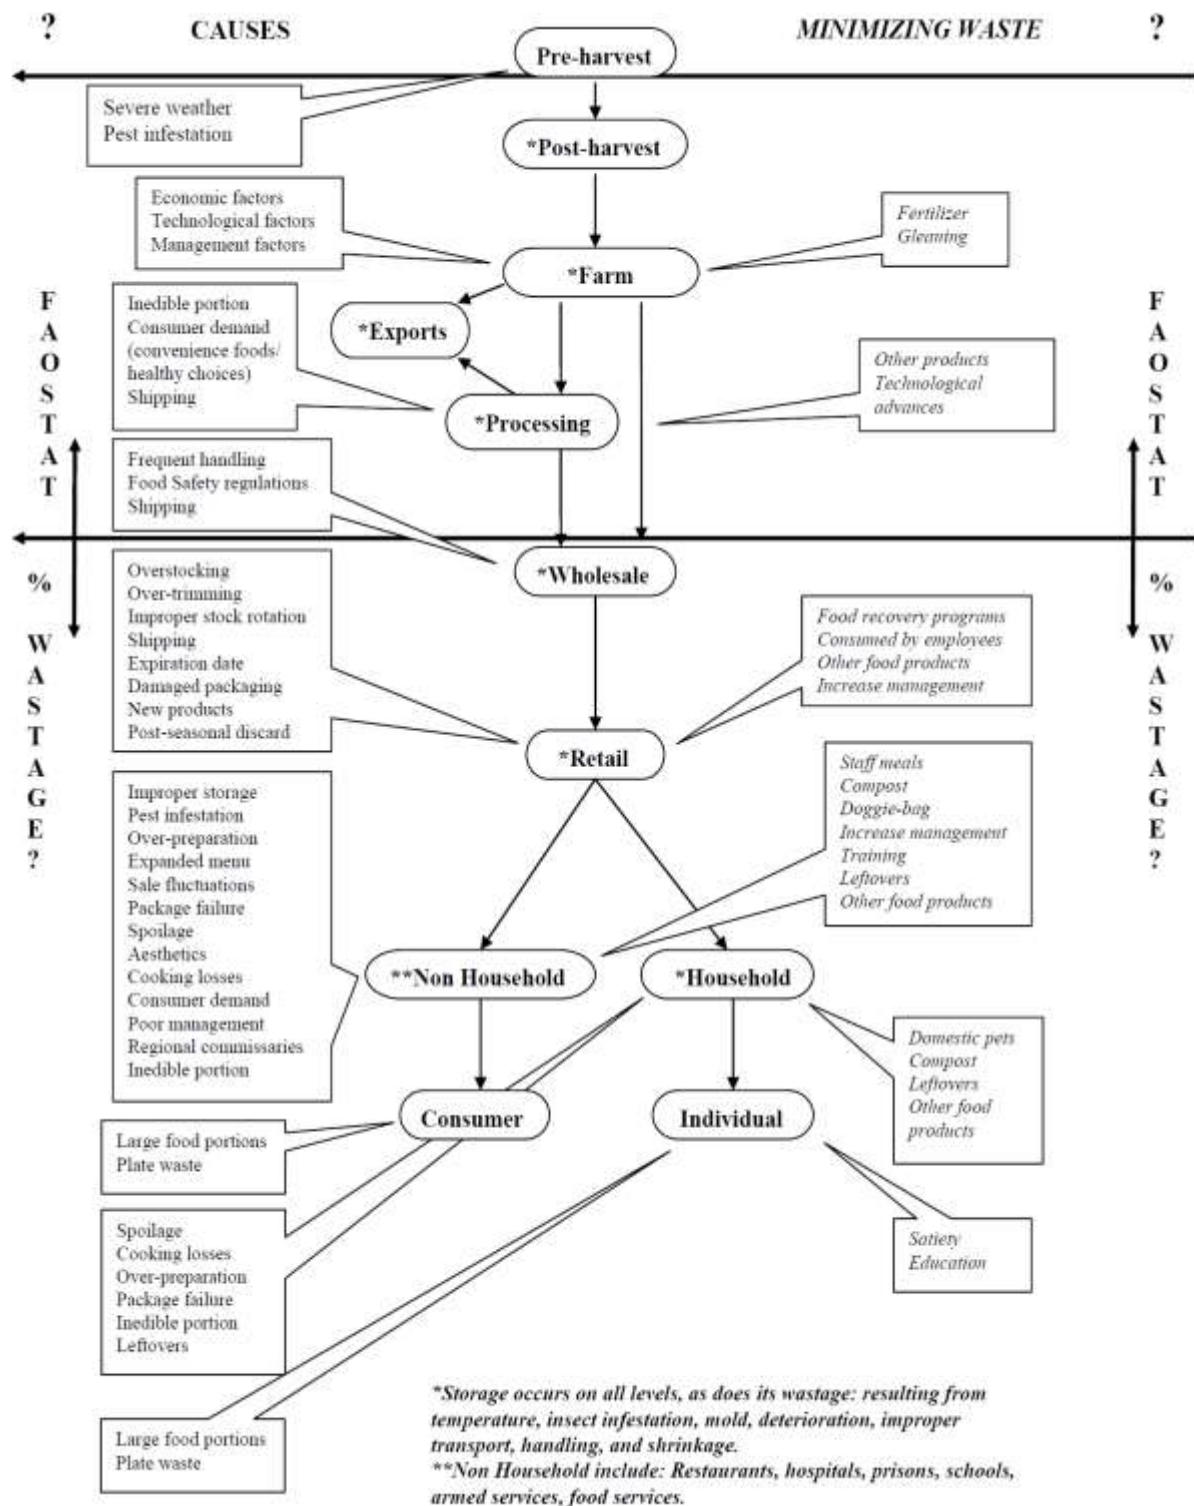 ?
CAUSES
MINIMIZING WASTE
?
Pre-harvest
Severe weather
Pest infestation
*Post-harvest
Economic factors
Technological factors
Management factors
Fertilizer
Gleaning
*Farm
F
A
O
S
T
A
T
Inedible portion
Consumer demand
(convenience foods/
healthy choices)
Shipping
*Exports
Other products
Technological
advances
F
A
O
S
T
A
T
*Processing
Frequent handling
Food Safety regulations
Shipping
*Wholesale
%
W
A
S
T
A
G
E
?
Overstocking
Over-trimming
Improper stock rotation
Shipping
Expiration date
Damaged packaging
New products
Post-seasonal discard
Food recovery programs
Consumed by employees
Other food products
Increase management
%
W
A
S
T
A
G
E
?
*Retail
Improper storage
Pest infestation
Over-preparation
Expanded menu
Sale fluctuations
Package failure
Spoilage
Aesthetics
Cooking losses
Consumer demand
Poor management
Regional commissaries
Inedible portion
Staff meals
Compost
Doggie-bag
Increase management
Training
Leftovers
Other food products
**Non Household
*Household
Domestic pets
Compost
Leftovers
Other food
products
Consumer
Individual
Large food portions
Plate waste
Spoilage
Cooking losses
Over-preparation
Package failure
Inedible portion
Leftovers
Satiety
Education
Large food portions
Plate waste
*Storage occurs on all levels, as does its wastage: resulting from
temperature, insect infestation, mold, deterioration, improper
transport, handling, and shrinkage.
**Non Household include: Restaurants, hospitals, prisons, schools,
armed services, food services.